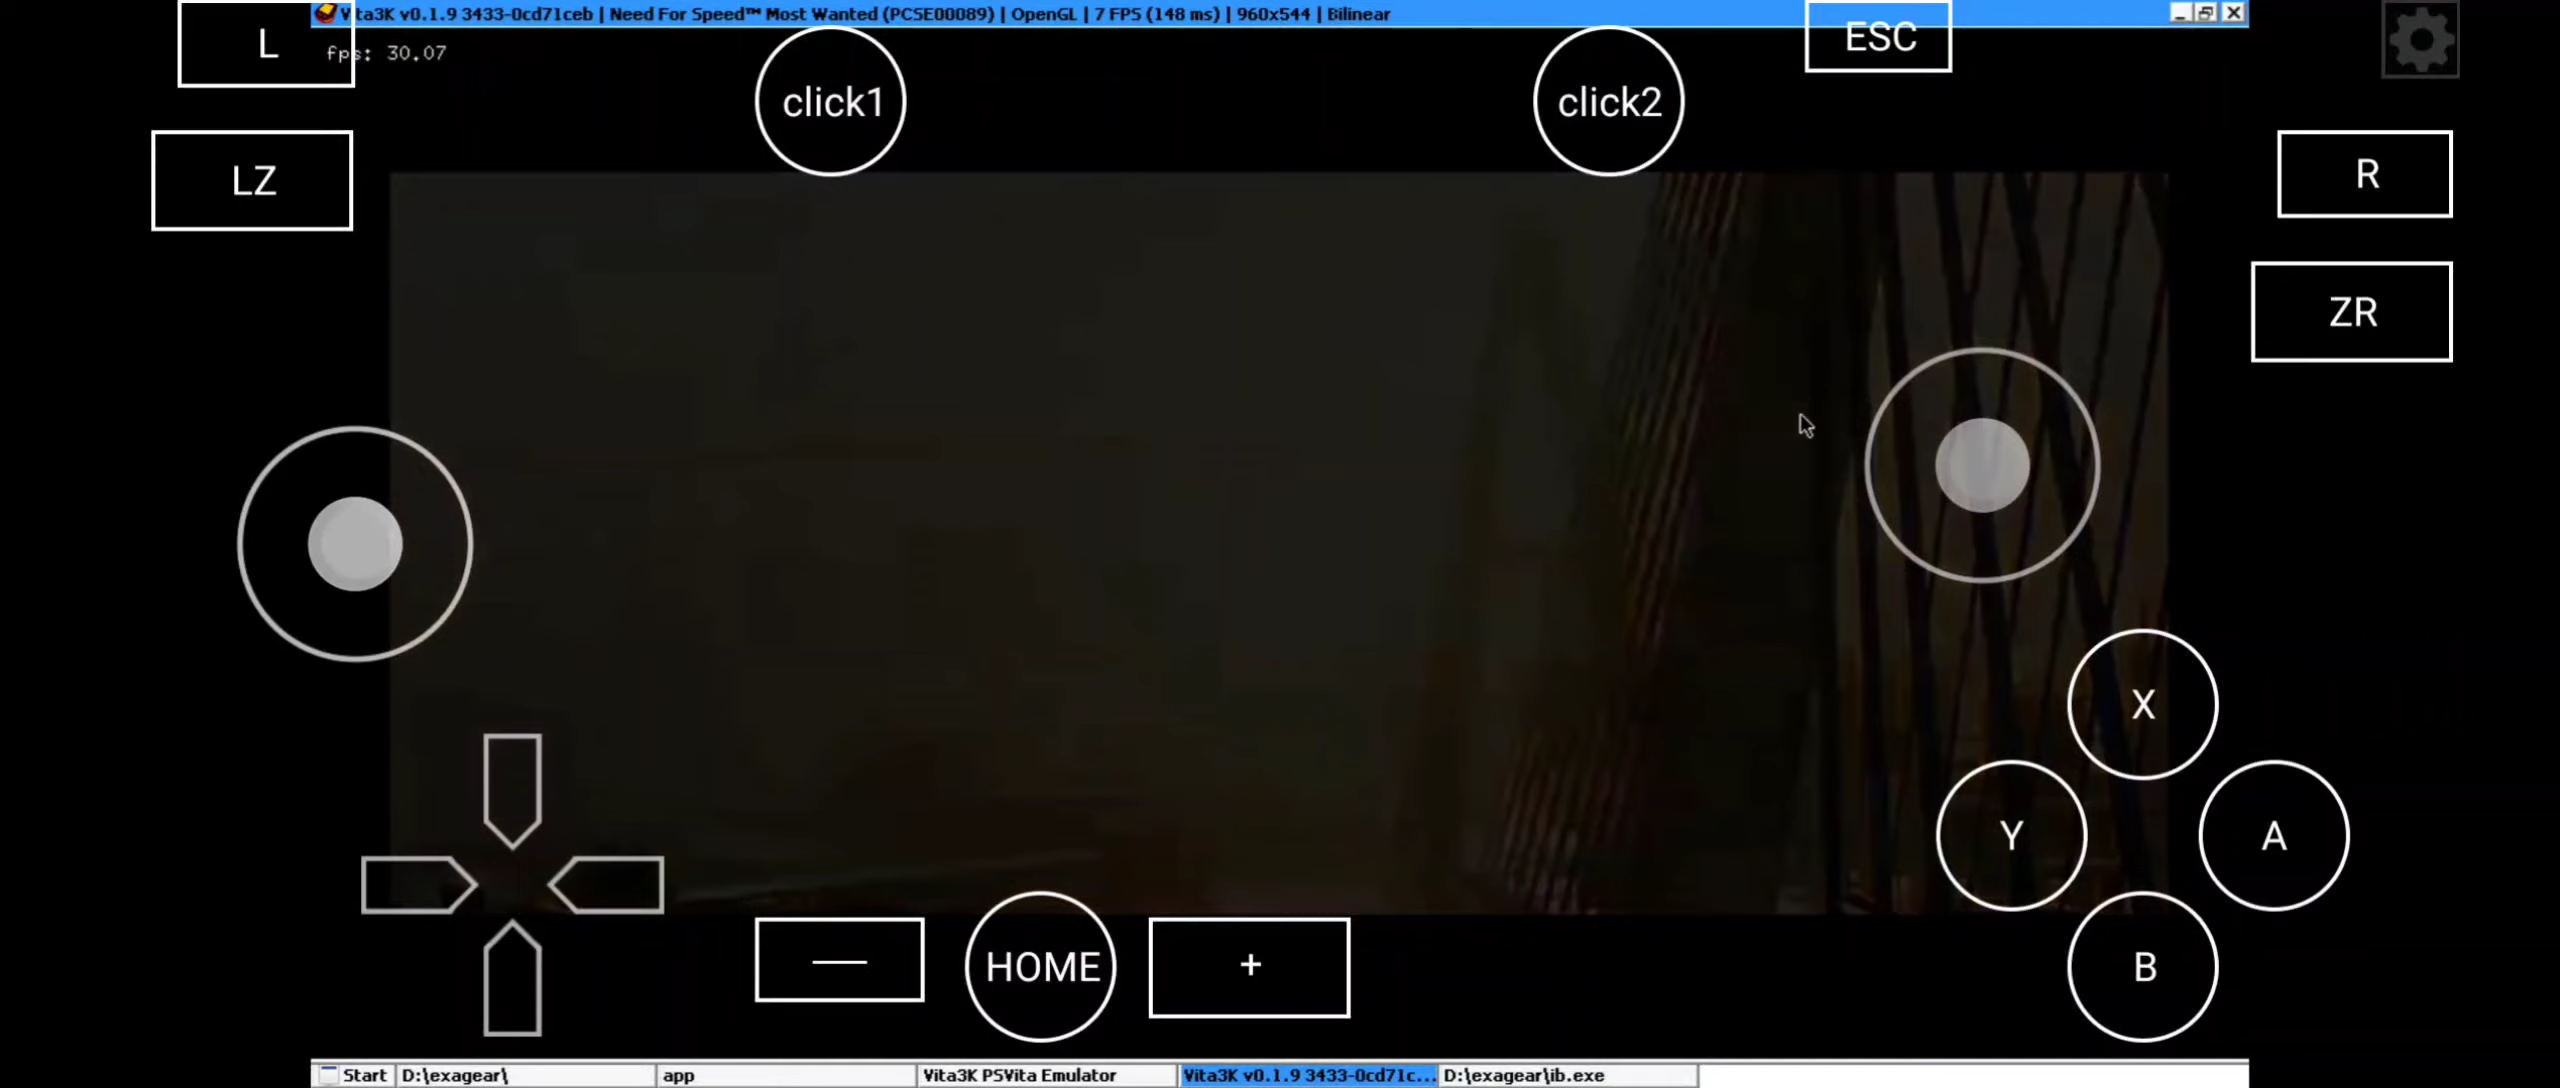 Vita3K v0.1.9 3433-0cd71ceb | Need For Speed™ Most Wanted (PCSE00089) | OpenGL | 7 FPS (148 ms) | 960x544 | Bilinear
L
fps: 30.07
ESC
click1
click2
LZ
R
ZR
X
Y
A
B
—
HOME
+
Start
D:\exagear\
app
Vita3K PSVita Emulator
Vita3K v0.1.9 3433-0cd71c...
D:\exagear\ib.exe